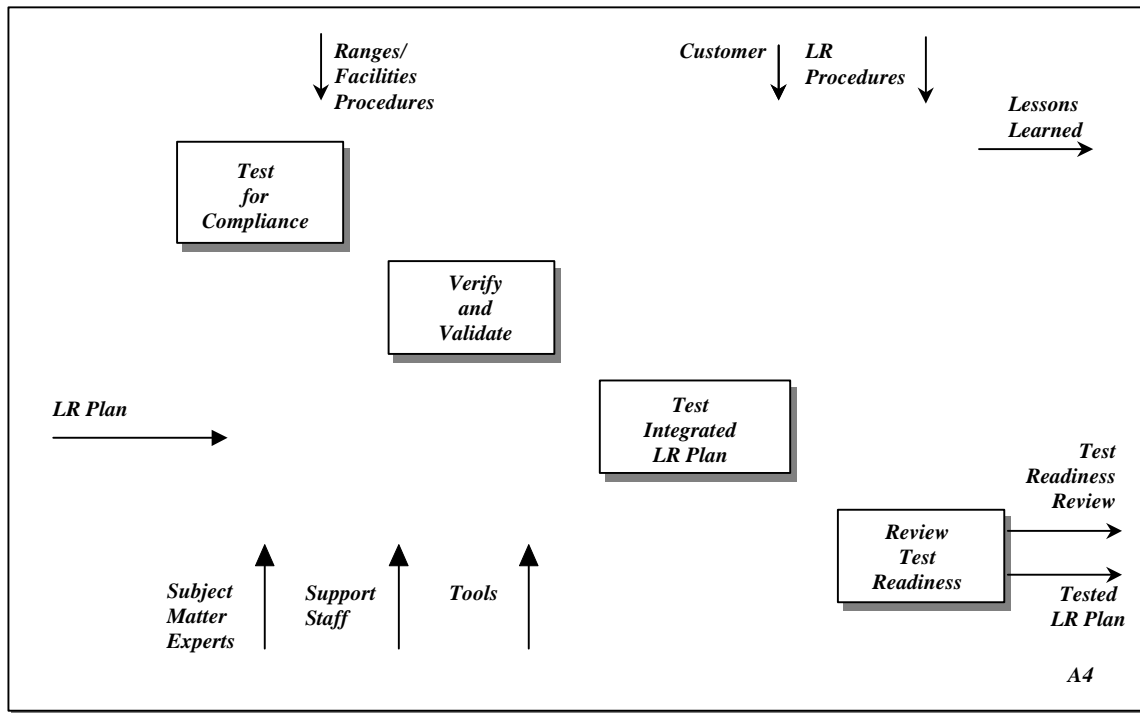 Ranges/
Facilities
Procedures
Customer
LR
Procedures
Lessons
Learned
Test
for
Compliance
Verify
and
Validate
LR Plan
Test
Integrated
LR Plan
Test
Readiness
Review
Review
Test
Readiness
Subject
Matter
Experts
Support
Staff
Tools
Tested
LR Plan
A4